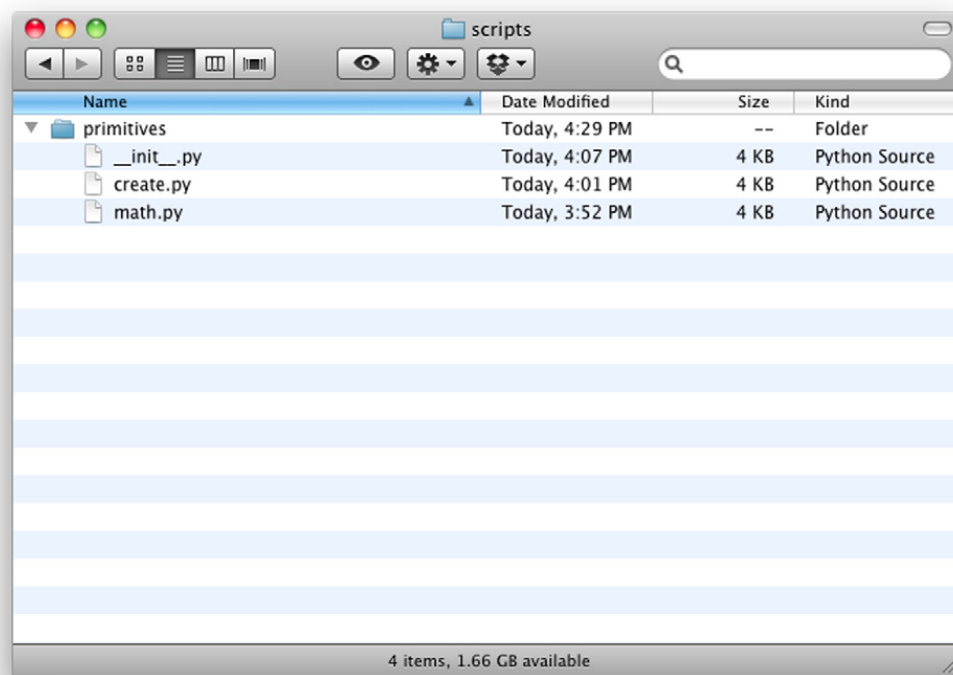 scripts
Name Date Modified Size Kind
primitives Today, 4:29 PM -- Folder
__init__.py Today, 4:07 PM 4 KB Python Source
create.py Today, 4:01 PM 4 KB Python Source
math.py Today, 3:52 PM 4 KB Python Source
4 items, 1.66 GB available